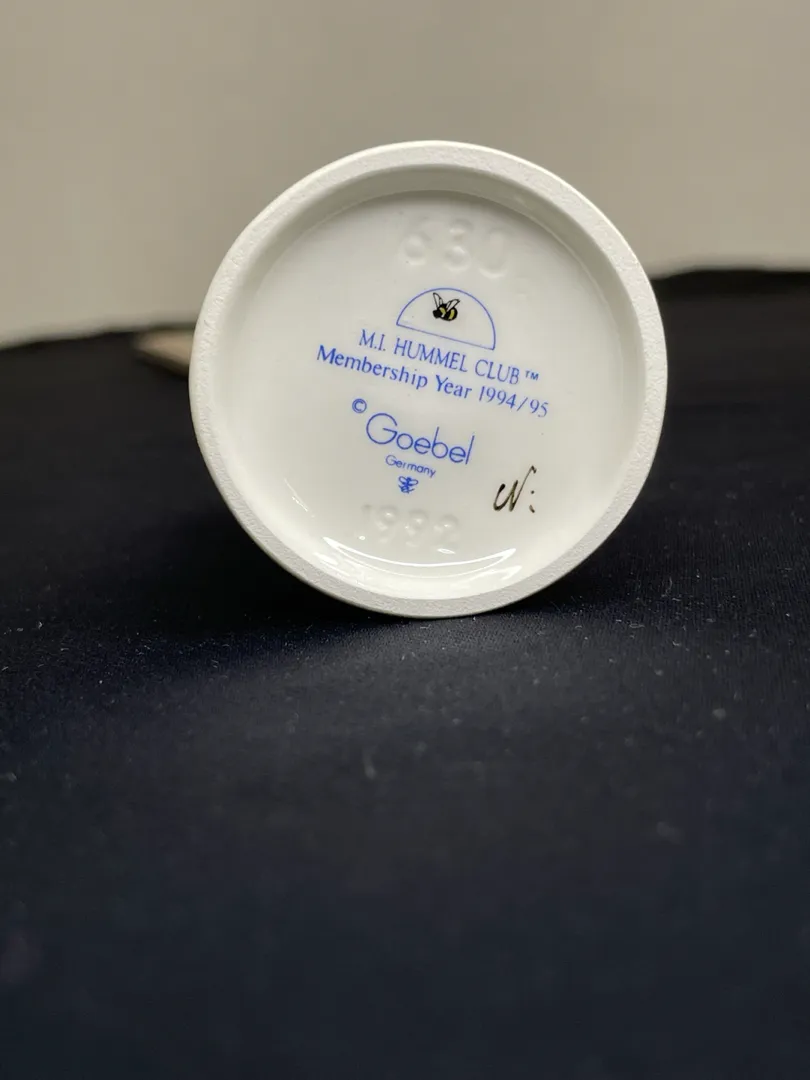 630
M.I. HUMMEL CLUB™
Membership Year 1994/95
© Goebel
Germany
N:
1992